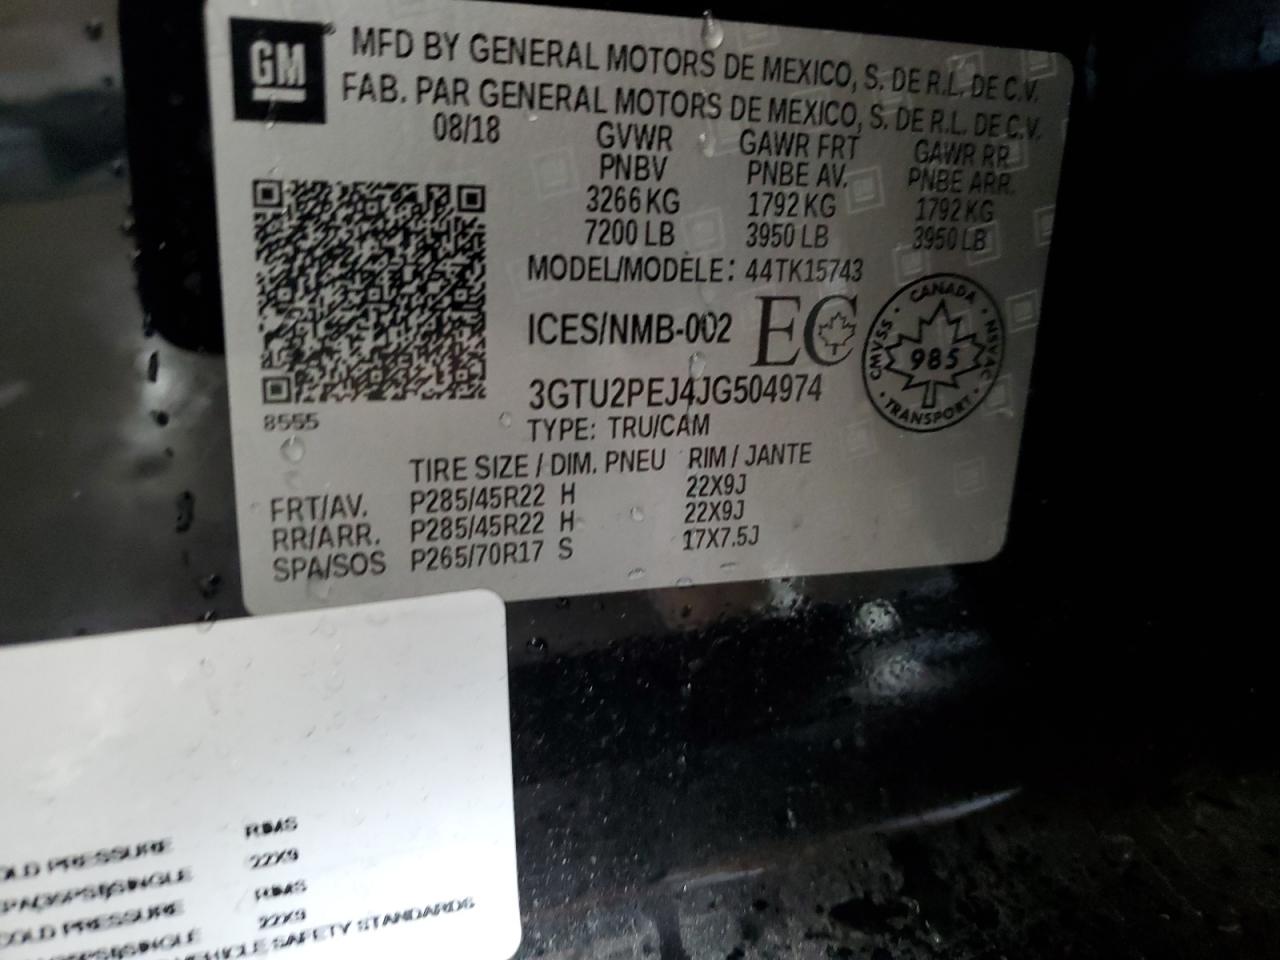 GM
MFD BY GENERAL MOTORS DE MEXICO, S. DE R.L. DE C.V.
FAB. PAR GENERAL MOTORS DE MEXICO, S. DE R.L. DE C.V.
08/18 GVWR GAWR FRT GAWR RR
PNBV PNBE AV. PNBE ARR.
3266 KG 1792 KG 1792 KG
7200 LB 3950 LB 3950 LB
MODEL/MODÈLE: 44TK15743
ICES/NMB-002 EC
CANADA
CMVSS 985 NSVAC
TRANSPORT
3GTU2PEJ4JG504974
8555
TYPE: TRU/CAM
TIRE SIZE / DIM. PNEU RIM / JANTE
FRT/AV. P285/45R22 H 22X9J
RR/ARR. P285/45R22 H 22X9J
SPA/SOS P265/70R17 S 17X7.5J
OLD PRESSURE RIMS
SINGLE 22X9
COLD PRESSURE RIMS
SINGLE 22X9
VEHICLE SAFETY STANDARDS